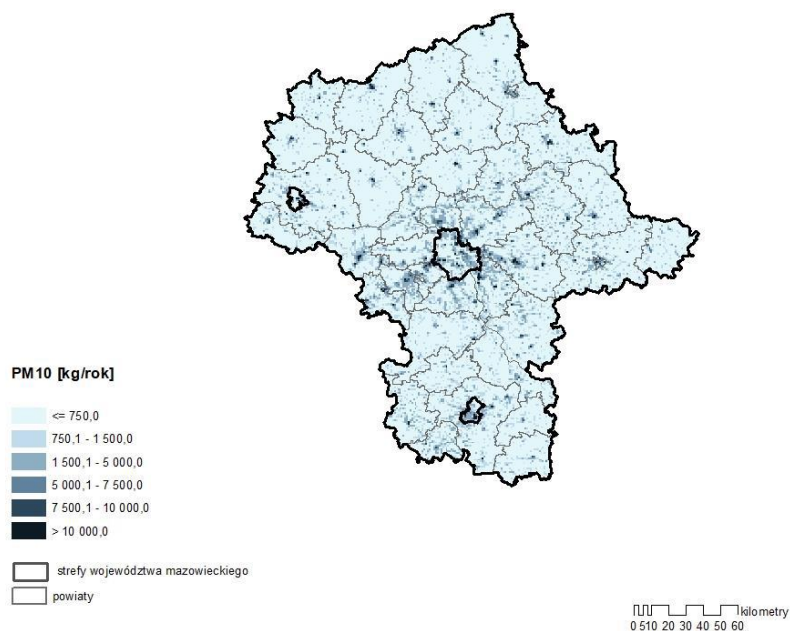 PM10 [kg/rok]
<= 750,0
750,1 - 1 500,0
1 500,1 - 5 000,0
5 000,1 - 7 500,0
7 500,1 - 10 000,0
> 10 000,0
strefy województwa mazowieckiego
powiaty
kilometry
0 5 10 20 30 40 50 60